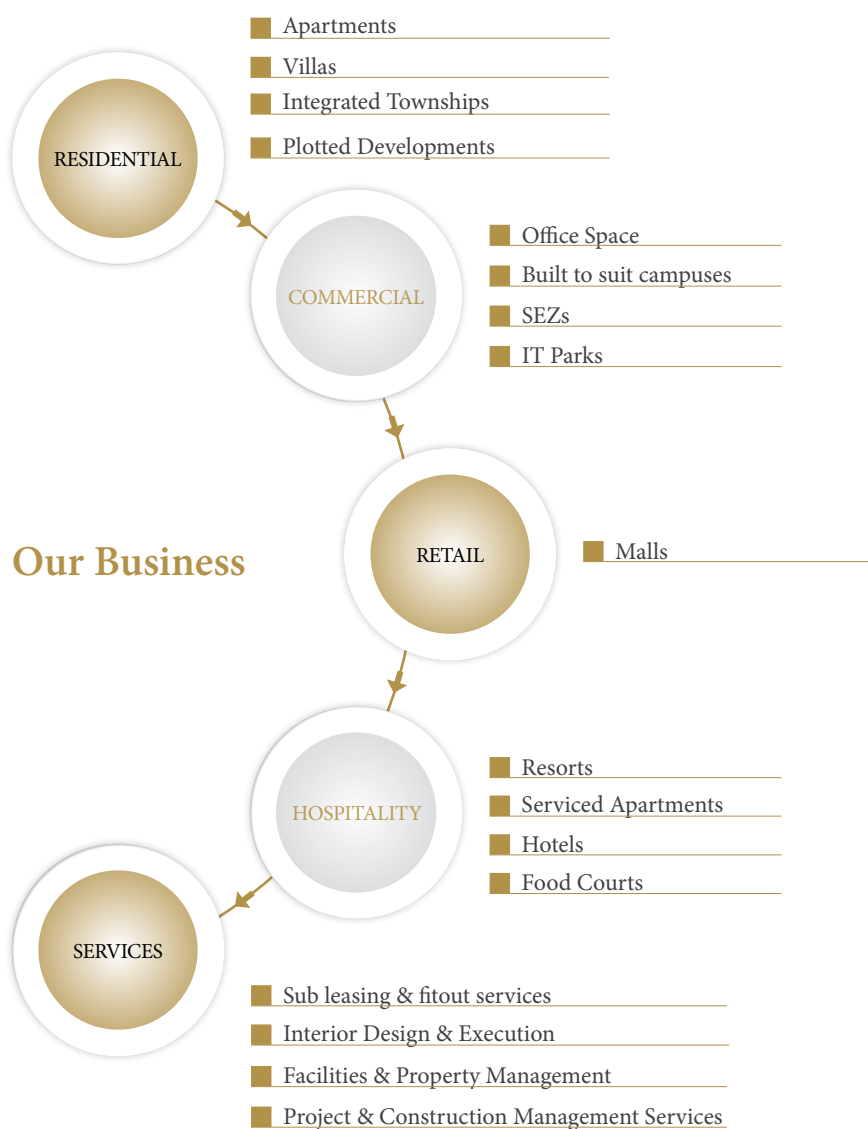 Apartments
Villas
Integrated Townships
Plotted Developments
RESIDENTIAL
Office Space
Built to suit campuses
SEZs
IT Parks
COMMERCIAL
Our Business
RETAIL
Malls
Resorts
Serviced Apartments
Hotels
Food Courts
HOSPITALITY
SERVICES
Sub leasing & fitout services
Interior Design & Execution
Facilities & Property Management
Project & Construction Management Services